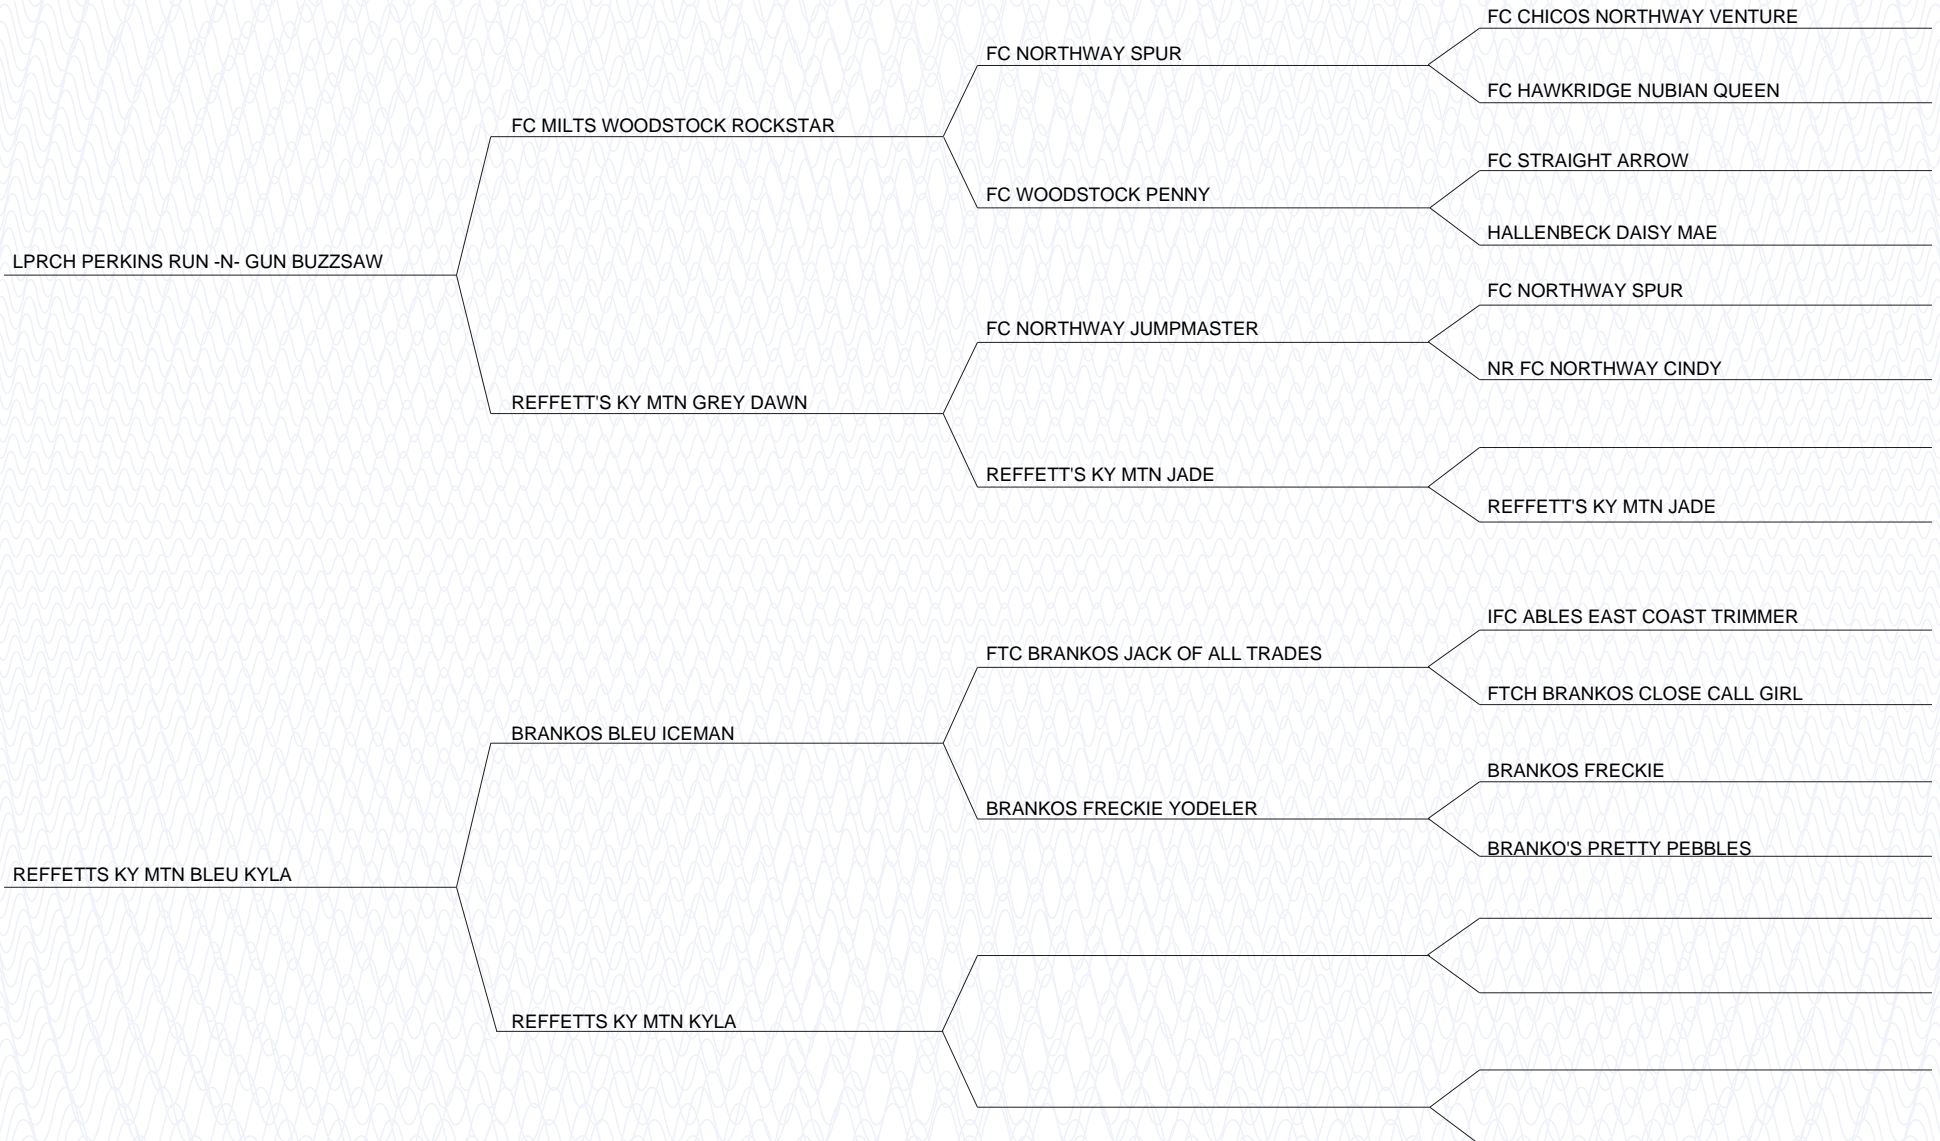 FC CHICOS NORTHWAY VENTURE
FC NORTHWAY SPUR
FC HAWKRIDGE NUBIAN QUEEN
FC MILTS WOODSTOCK ROCKSTAR
FC STRAIGHT ARROW
FC WOODSTOCK PENNY
HALLENBECK DAISY MAE
LPRCH PERKINS RUN -N- GUN BUZZSAW
FC NORTHWAY SPUR
FC NORTHWAY JUMPMASTER
NR FC NORTHWAY CINDY
REFFETT'S KY MTN GREY DAWN
REFFETT'S KY MTN JADE
REFFETT'S KY MTN JADE
IFC ABLES EAST COAST TRIMMER
FTC BRANKOS JACK OF ALL TRADES
FTCH BRANKOS CLOSE CALL GIRL
BRANKOS BLEU ICEMAN
BRANKOS FRECKIE
BRANKOS FRECKIE YODELER
BRANKO'S PRETTY PEBBLES
REFFETTS KY MTN BLEU KYLA
REFFETTS KY MTN KYLA